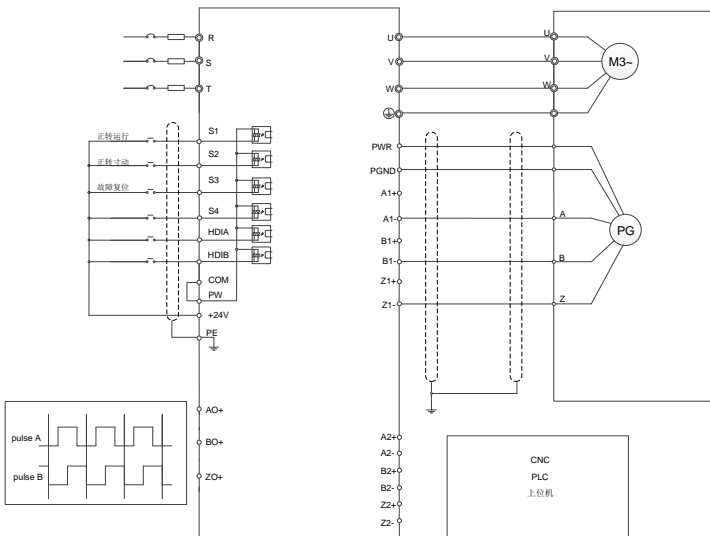 R
S
T
U
V
W
U
V
W
M3~
正转运行
正转寸动
故障复位
S1
S2
S3
S4
HDIA
HDIB
COM
PW
+24V
PE
PWR
PGND
A1+
A1-
B1+
B1-
Z1+
Z1-
A
B
Z
PG
pulse A
pulse B
AO+
BO+
ZO+
A2+
A2-
B2+
B2-
Z2+
Z2-
CNC
PLC
上位机